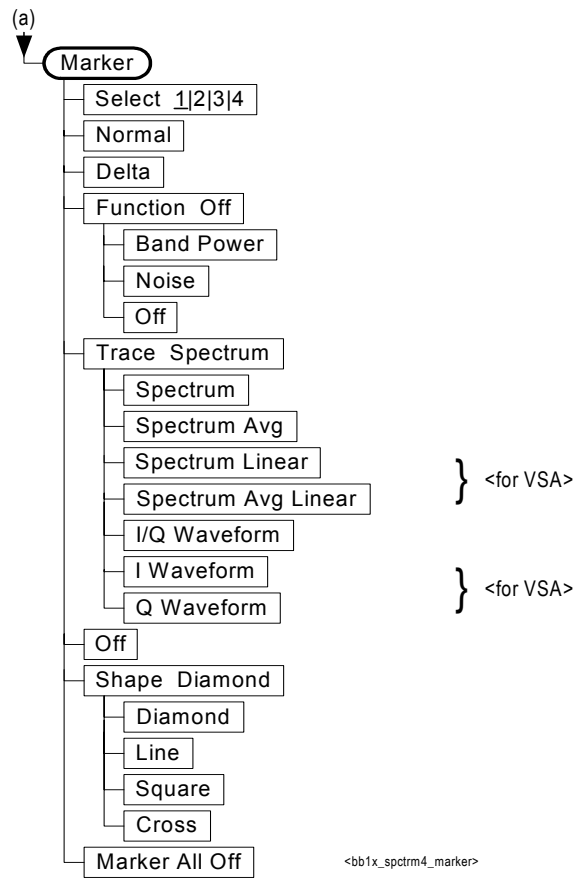 (a)
Marker
Select 1|2|3|4
Normal
Delta
Function Off
Band Power
Noise
Off
Trace Spectrum
Spectrum
Spectrum Avg
Spectrum Linear
Spectrum Avg Linear
} <for VSA>
I/Q Waveform
I Waveform
Q Waveform
} <for VSA>
Off
Shape Diamond
Diamond
Line
Square
Cross
Marker All Off
<bb1x_spctrm4_marker>